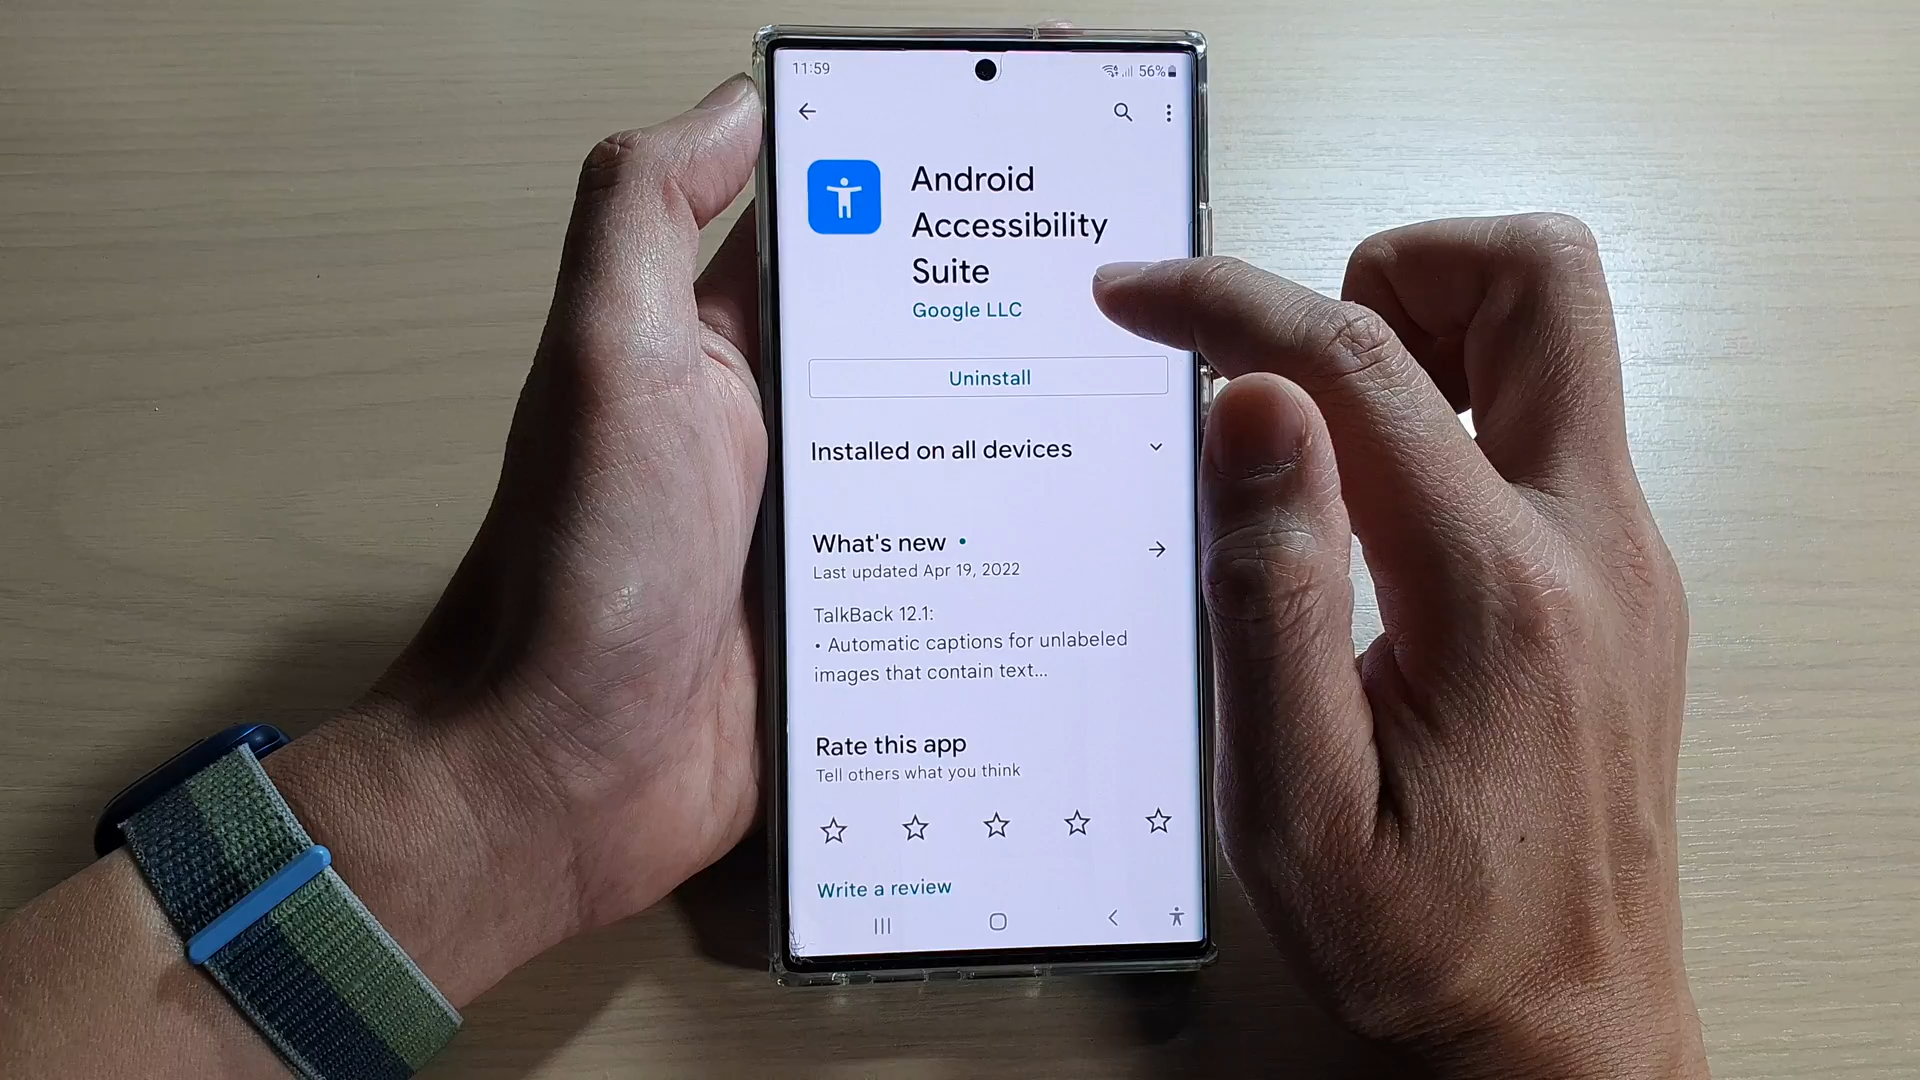 11:59
56%
Android
Accessibility
Suite
Google LLC
Uninstall
Installed on all devices
What's new •
Last updated Apr 19, 2022
TalkBack 12.1:
• Automatic captions for unlabeled
images that contain text...
Rate this app
Tell others what you think
Write a review